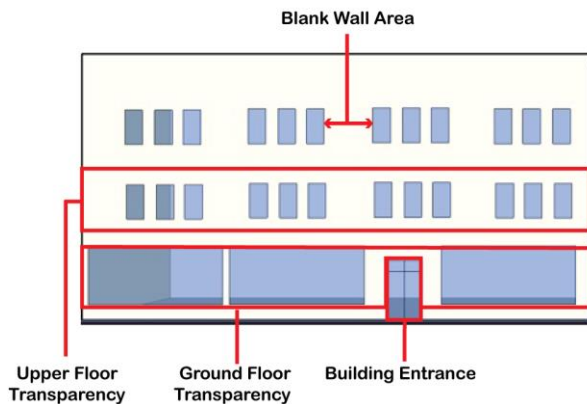 Blank Wall Area
Upper Floor
Transparency
Ground Floor
Transparency
Building Entrance